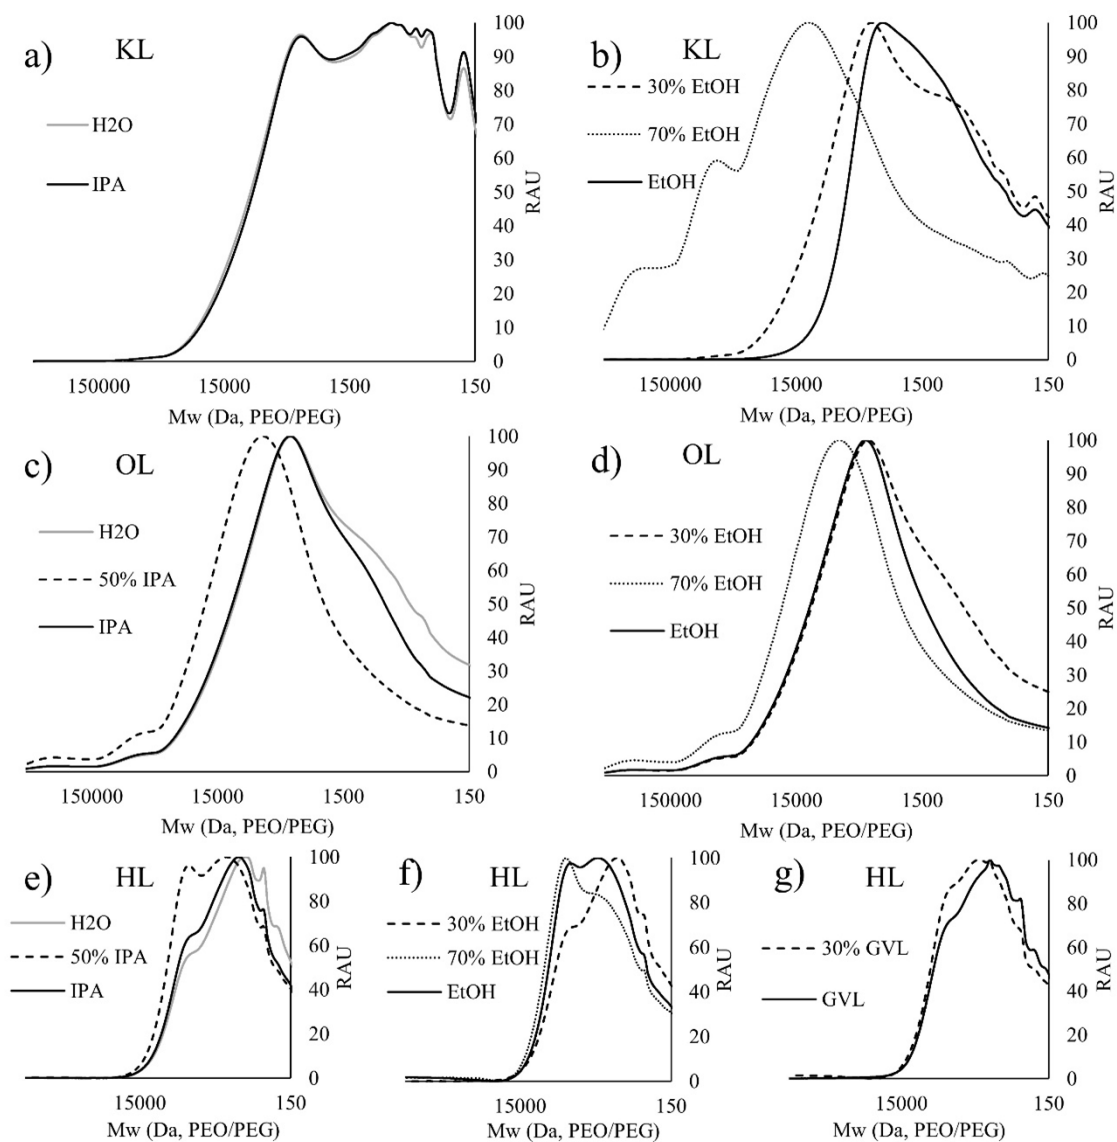 a) KL
H2O
IPA
100
90
80
70
60
50
40
30
20
10
0
RAU
150000 15000 1500 150
Mw (Da, PEO/PEG)
b) KL
30% EtOH
70% EtOH
EtOH
100
90
80
70
60
50
40
30
20
10
0
RAU
150000 15000 1500 150
Mw (Da, PEO/PEG)
c) OL
H2O
50% IPA
IPA
100
90
80
70
60
50
40
30
20
10
0
RAU
150000 15000 1500 150
Mw (Da, PEO/PEG)
d) OL
30% EtOH
70% EtOH
EtOH
100
90
80
70
60
50
40
30
20
10
0
RAU
150000 15000 1500 150
Mw (Da, PEO/PEG)
e) HL
H2O
50% IPA
IPA
100
80
60
40
20
0
RAU
15000 150
Mw (Da, PEO/PEG)
f) HL
30% EtOH
70% EtOH
EtOH
100
80
60
40
20
0
RAU
15000 150
Mw (Da, PEO/PEG)
g) HL
30% GVL
GVL
100
80
60
40
20
0
RAU
15000 150
Mw (Da, PEO/PEG)